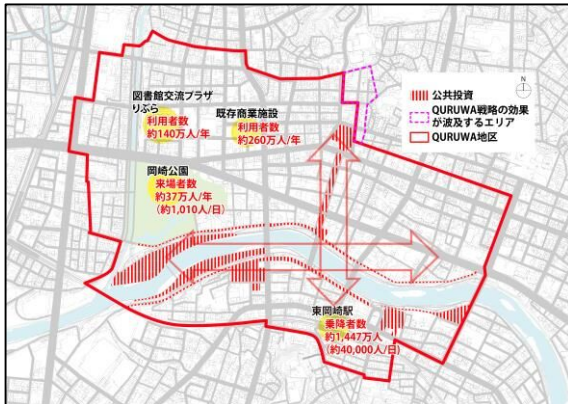 図書館交流プラザ
りぶら
利用者数
約140万人/年
既存商業施設
利用者数
約260万人/年
岡崎公園
来場者数
約37万人/年
(約1,010人/日)
東岡崎駅
乗降者数
約1,447万人
(約40,000人/日)
N
公共投資
QURUWA戦略の効果
が波及するエリア
QURUWA地区